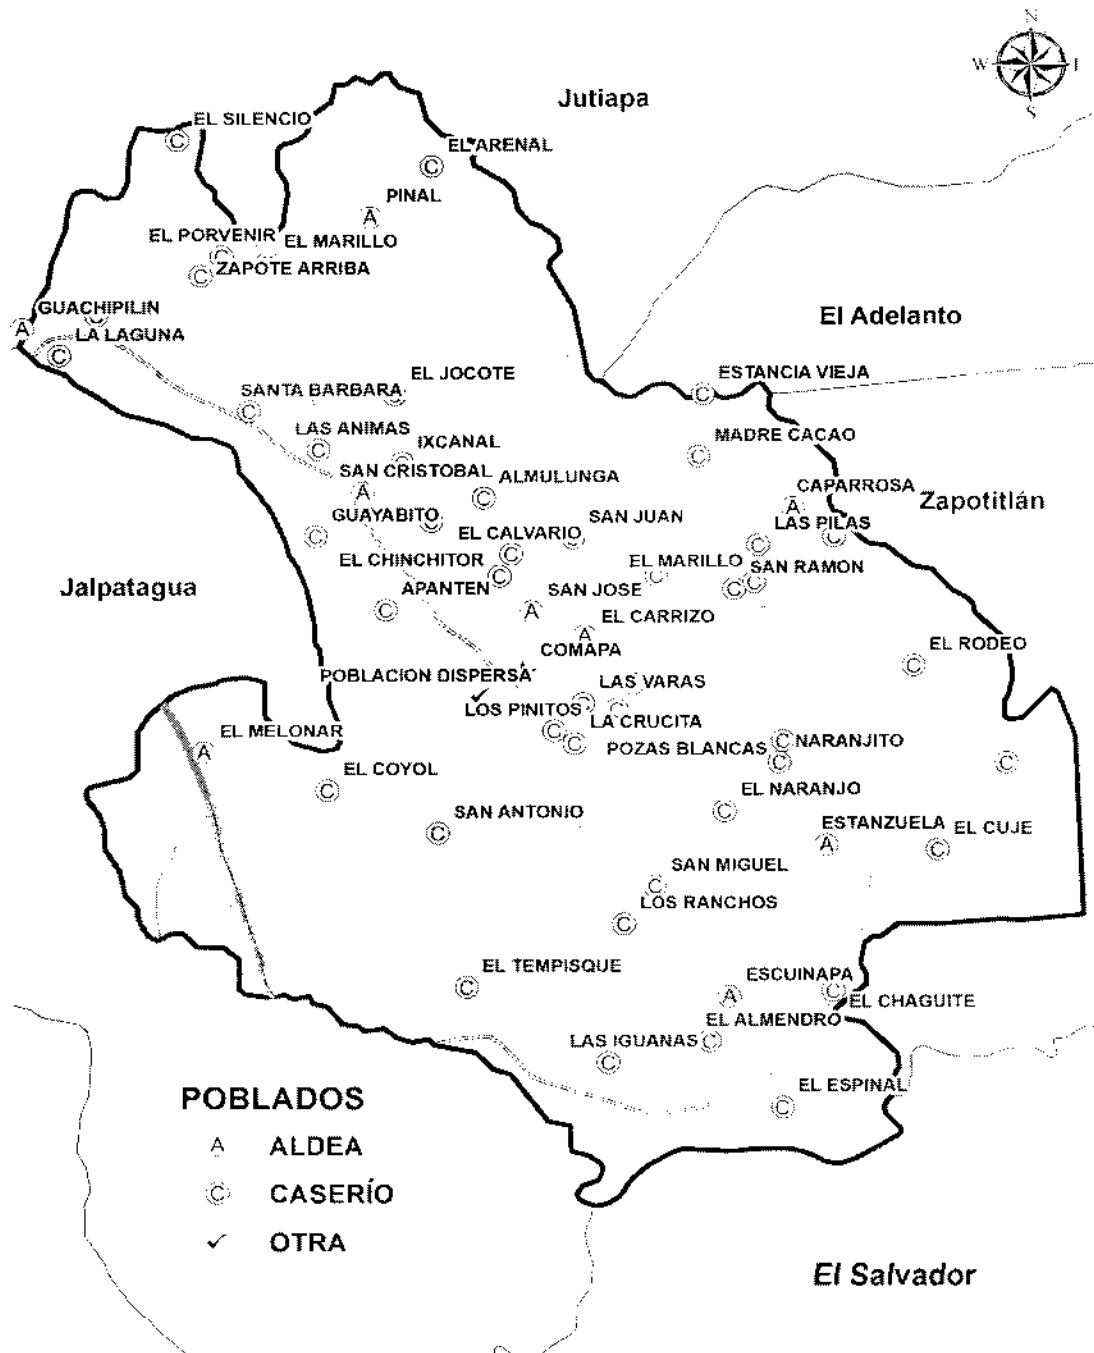 N
Jutiapa
W
S
EL SILENCIO
EL ARENAL
PINAL
EL PORVENIR
EL MARILLO
ZAPOTE ARRIBA
GUACHIPILIN
El Adelanto
LA LAGUNA
EL JOCOTE
ESTANCIA VIEJA
SANTA BARBARA
LAS ANIMAS
IXCANAL
MADRE CACAO
SAN CRISTOBAL
ALMULUNGA
CAPARROSA
Zapotitlán
GUAYABITO
SAN JUAN
LAS PILAS
EL CALVARIO
EL CHINCHITOR
EL MARILLO
SAN RAMON
Jalpatagua
APANTEN
SAN JOSE
EL CARRIZO
EL RODEO
COMAPA
POBLACION DISPERSA
LAS VARAS
LOS PINITOS
LA CRUCITA
EL MELONAR
POZAS BLANCAS
NARANJITO
EL COYOL
EL NARANJO
SAN ANTONIO
ESTANZUELA
EL CUJE
SAN MIGUEL
LOS RANCHOS
EL TEMPISQUE
ESCUINAPA
EL CHAGUITE
EL ALMENDRO
LAS IGUANAS
EL ESPINAL
POBLADOS
A ALDEA
C CASERÍO
OTRA
El Salvador